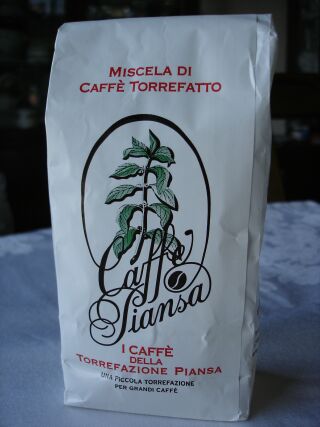 MISCELA DI
CAFFÈ TORREFATTO
Caffè
Piansa
I CAFFÈ
DELLA
TORREFAZIONE PIANSA
UNA PICCOLA TORREFAZIONE
PER GRANDI CAFFÈ